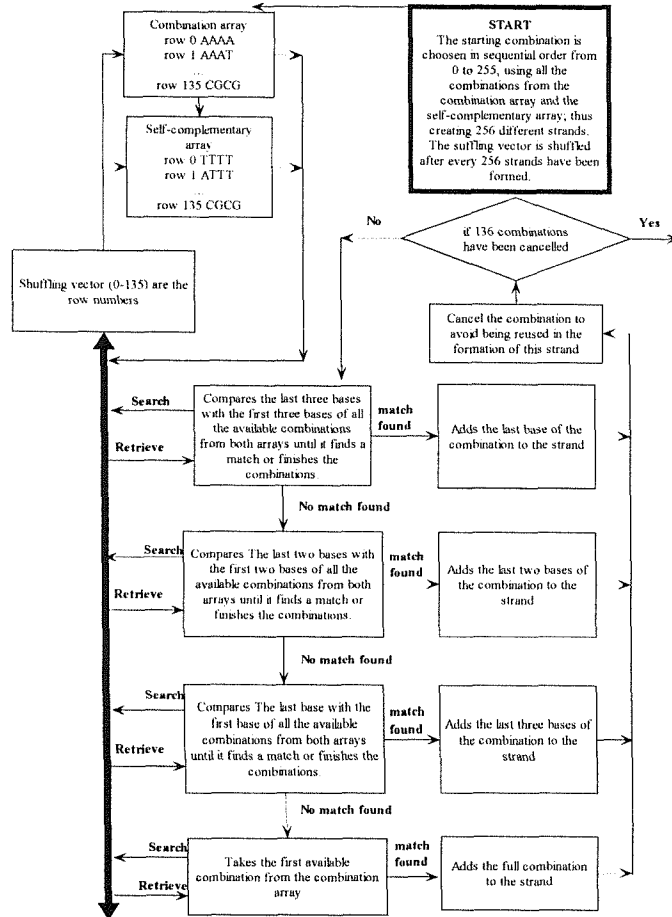 Combination array
row 0 AAAA
row 1 AAAT
...
row 135 CGCG
Self-complementary
array
row 0 TTTT
row 1 ATTT
...
row 135 CGCG
START
The starting combination is
choosen in sequential order from
0 to 255, using all the
combinations from the
combination array and the
self-complementary array; thus
creating 256 different strands.
The suffling vector is shuffled
after every 256 strands have been
formed.
No
if 136 combinations
have been cancelled
Yes
Shuffling vector (0-135) are the
row numbers
Cancel the combination to
avoid being reused in the
formation of this strand
Search
Retrieve
Compares the last three bases
with the first three bases of all
the available combinations
from both arrays until it finds a
match or finishes the
combinations.
match
found
Adds the last base of the
combination to the strand
No match found
Search
Retrieve
Compares The last two bases with
the first two bases of all the
available combinations from both
arrays until it finds a match or
finishes the combinations.
match
found
Adds the last two bases of
the combination to the
strand
No match found
Search
Retrieve
Compares The last base with the
first base of all the available
combinations from both arrays
until it finds a match or finishes the
combinations.
match
found
Adds the last three bases of
the combination to the
strand
No match found
Search
Retrieve
Takes the first available
combination from the combination
array
match
found
Adds the full combination
to the strand